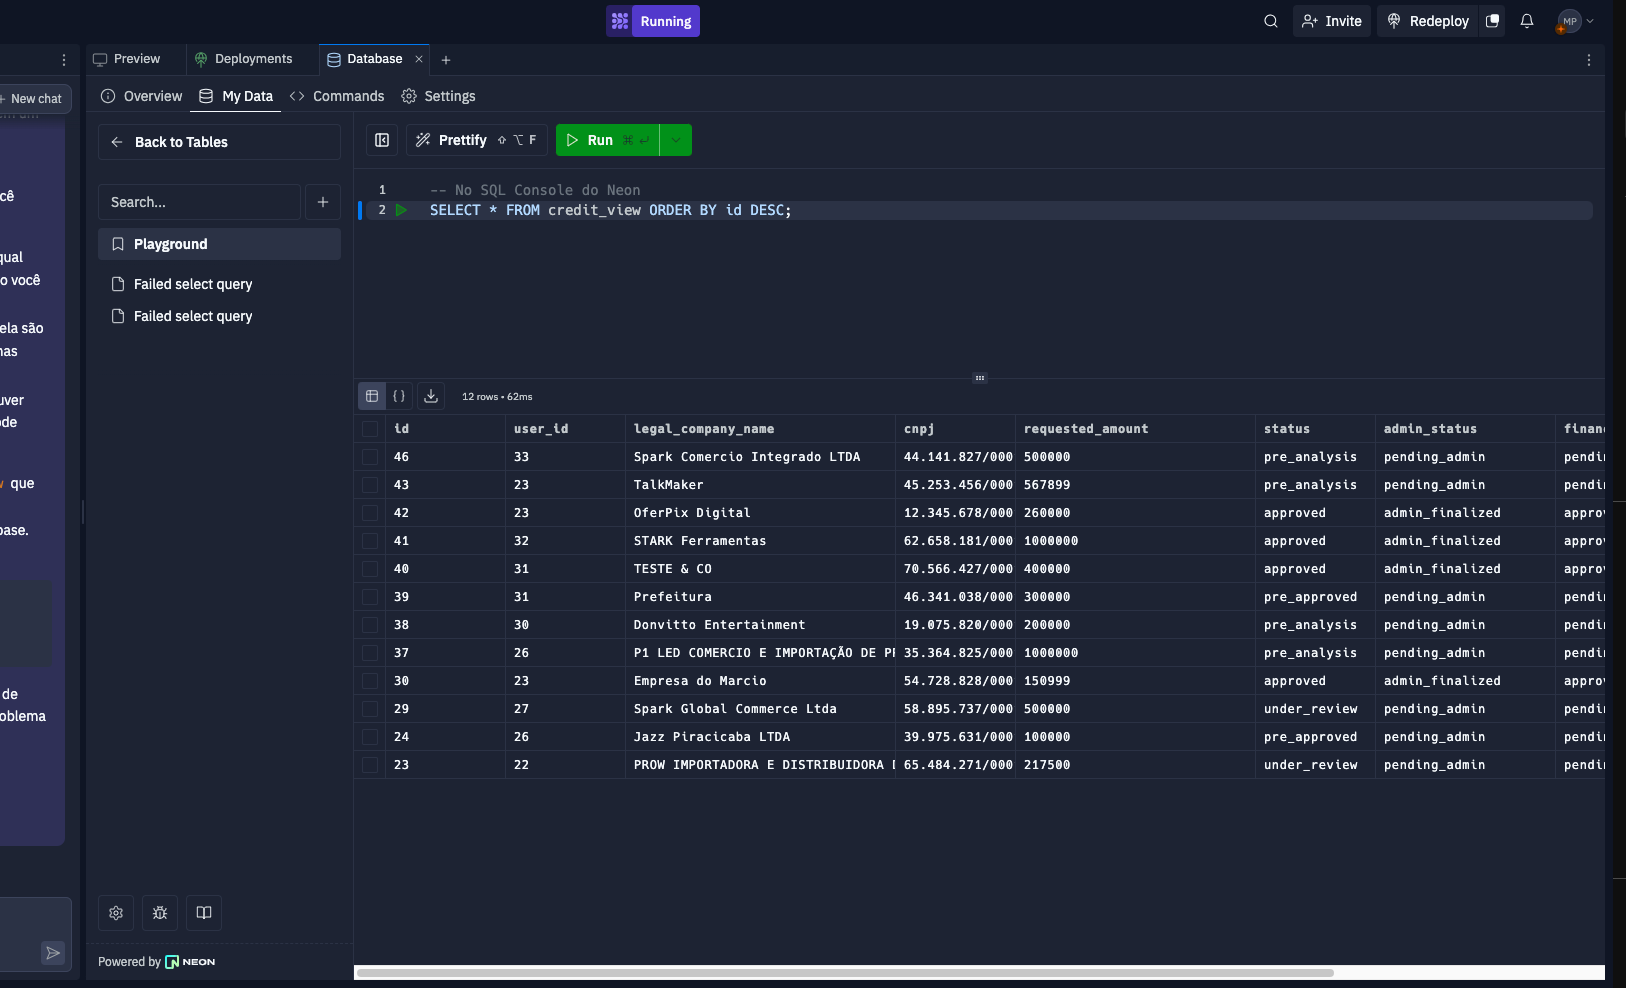 Running
Invite
Redeploy
MP
Preview
Deployments
Database
New chat
Overview
My Data
Commands
Settings
cê
qual
o você
ela são
nas
uver
ode
que
base.
de
oblema
Back to Tables
Search...
Playground
Failed select query
Failed select query
Powered by NEON
Prettify ⇧ ⌥ F
Run ⌘ ↵
1 -- No SQL Console do Neon
2 SELECT * FROM credit_view ORDER BY id DESC;
{ } 12 rows • 62ms
id user_id legal_company_name cnpj requested_amount status admin_status finan
46 33 Spark Comercio Integrado LTDA 44.141.827/000 500000 pre_analysis pending_admin pendi
43 23 TalkMaker 45.253.456/000 567899 pre_analysis pending_admin pendi
42 23 OferPix Digital 12.345.678/000 260000 approved admin_finalized appro
41 32 STARK Ferramentas 62.658.181/000 1000000 approved admin_finalized appro
40 31 TESTE & CO 70.566.427/000 400000 approved admin_finalized appro
39 31 Prefeitura 46.341.038/000 300000 pre_approved pending_admin pendi
38 30 Donvitto Entertainment 19.075.820/000 200000 pre_analysis pending_admin pendi
37 26 P1 LED COMERCIO E IMPORTAÇÃO DE P 35.364.825/000 1000000 pre_analysis pending_admin pendi
30 23 Empresa do Marcio 54.728.828/000 150999 approved admin_finalized appro
29 27 Spark Global Commerce Ltda 58.895.737/000 500000 under_review pending_admin pendi
24 26 Jazz Piracicaba LTDA 39.975.631/000 100000 pre_approved pending_admin pendi
23 22 PROW IMPORTADORA E DISTRIBUIDORA 65.484.271/000 217500 under_review pending_admin pendi